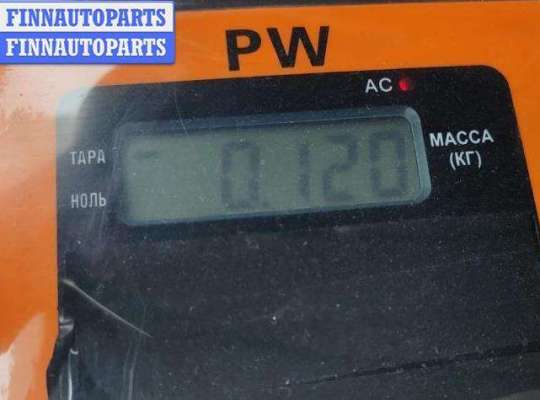 FINNAUTOPARTS
FINNAUTOPARTS
PW
AC
ТАРА
НОЛЬ
0.120
МАССА
(КГ)